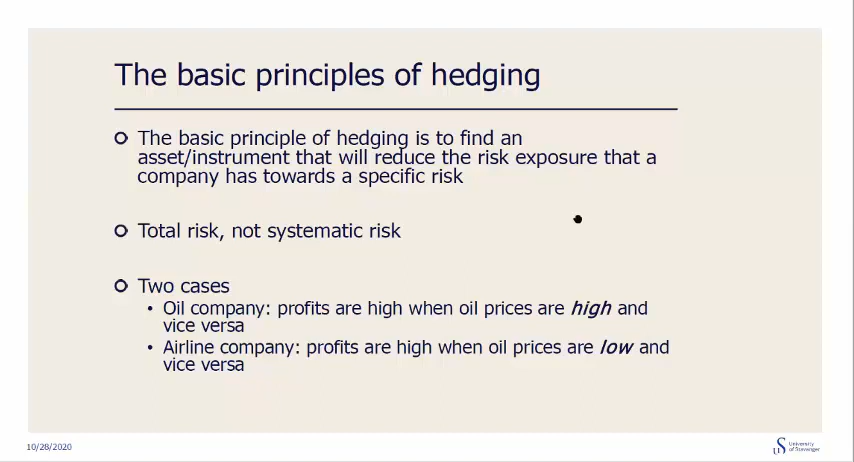 The basic principles of hedging
The basic principle of hedging is to find an
asset/instrument that will reduce the risk exposure that a
company has towards a specific risk
Total risk, not systematic risk
Two cases
• Oil company: profits are high when oil prices are high and
vice versa
• Airline company: profits are high when oil prices are low and
vice versa
10/28/2020
University
of Stavanger